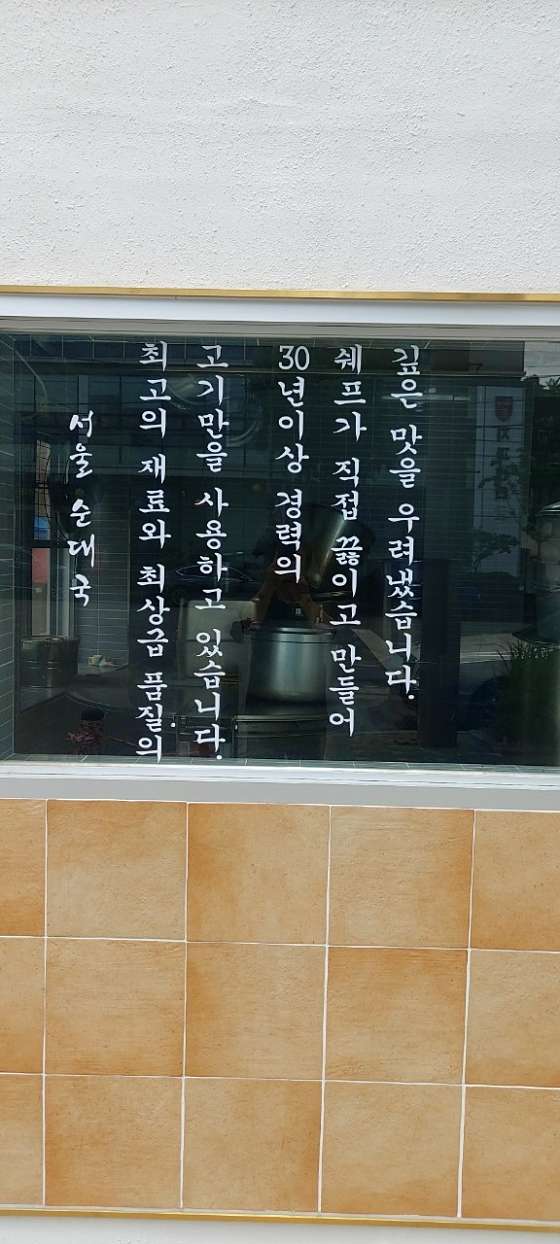 서울 순대국
최고의 재료와 최상급 품질의
고기만을 사용하고 있습니다.
30년이상 경력의
쉐프가 직접 끓이고 만들어
깊은 맛을 우려냈습니다.